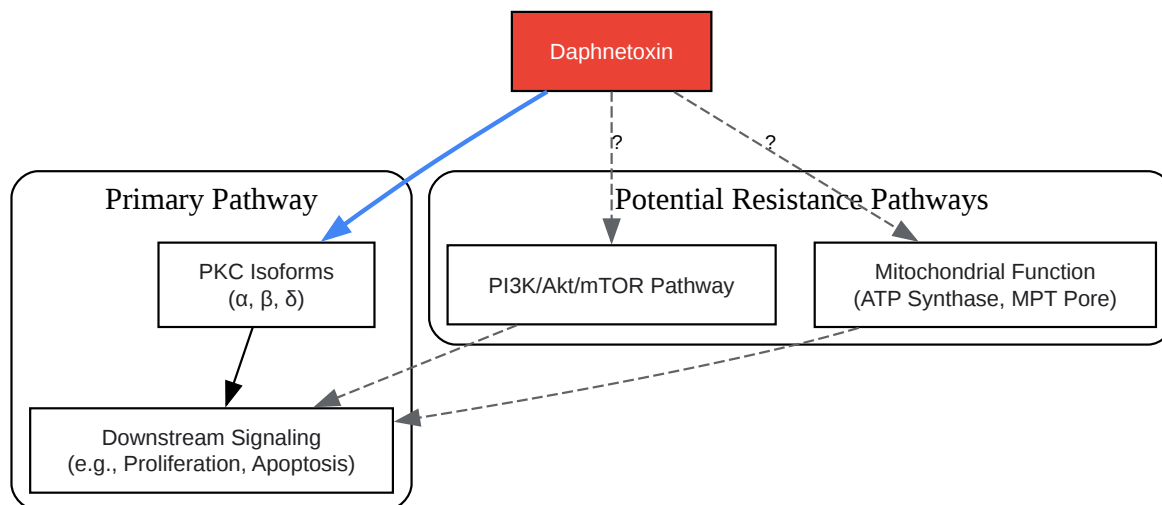 Daphnetoxin
?
?
Primary Pathway
Potential Resistance Pathways
PKC Isoforms
(α, β, δ)
PI3K/Akt/mTOR Pathway
Mitochondrial Function
(ATP Synthase, MPT Pore)
Downstream Signaling
(e.g., Proliferation, Apoptosis)